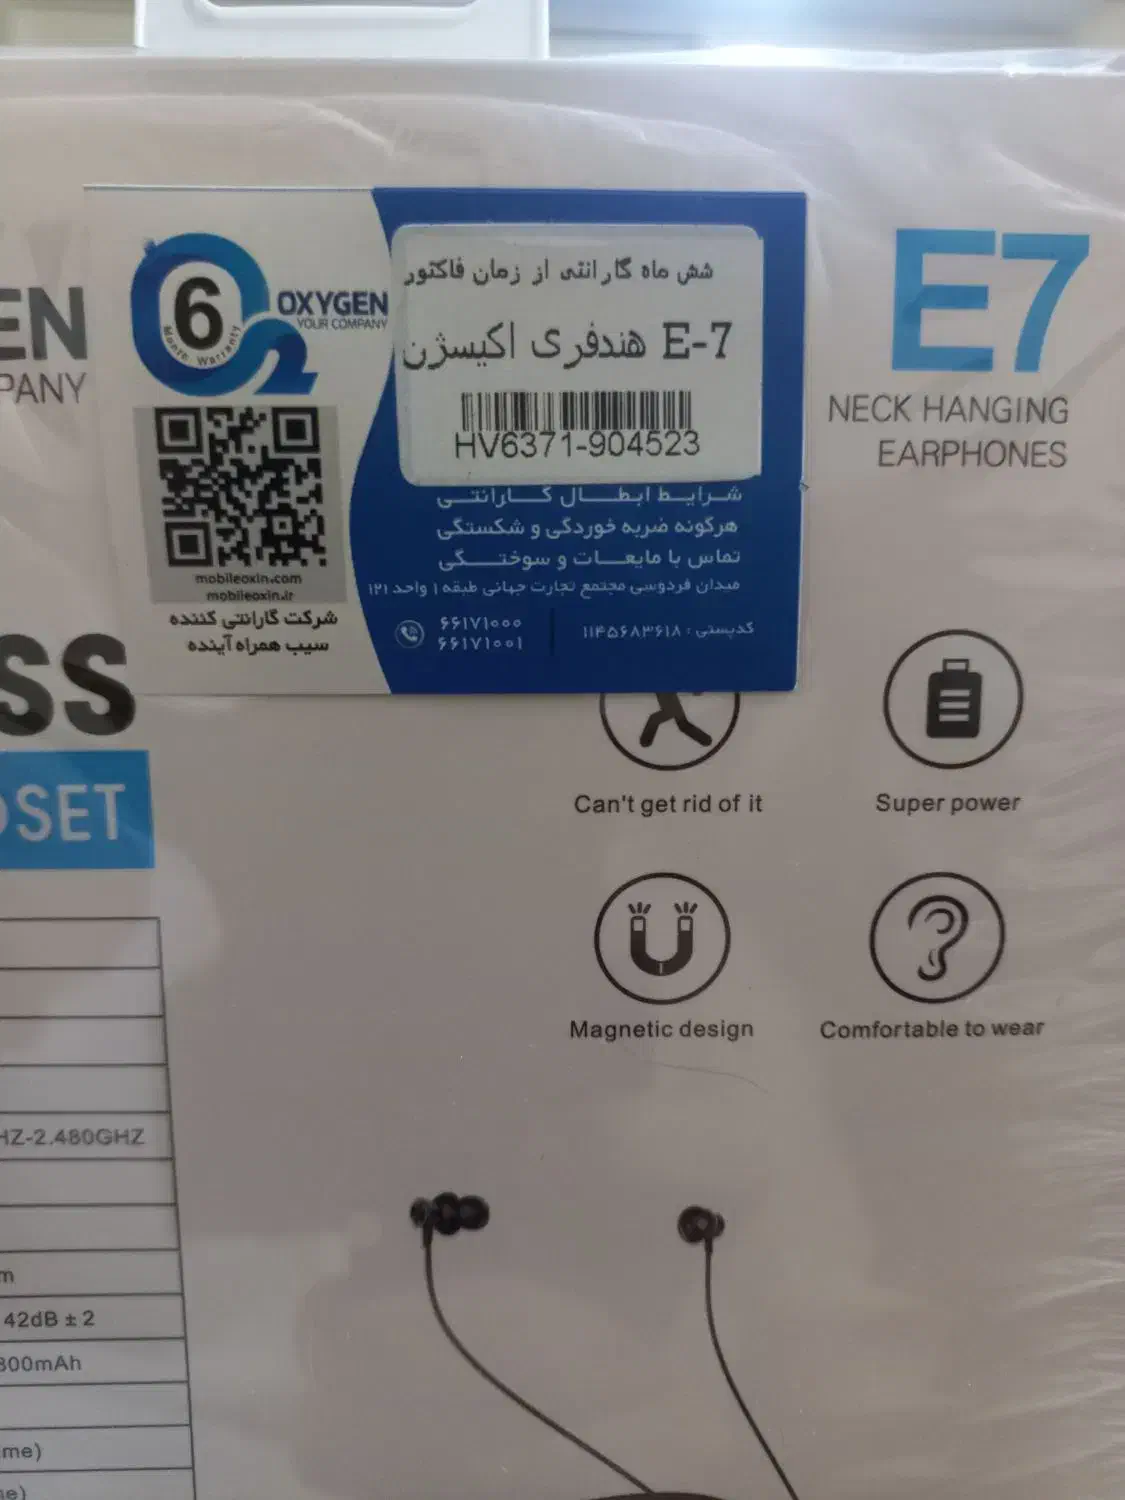 EN
PANY
6
Months Warranty
OXYGEN
YOUR COMPANY
mobileoxin.com
mobileoxin.ir
شرکت گارانتی کننده
سیب همراه آینده
شش ماه گارانتی از زمان فاکتور
هندفری اکیسژن E-7
HV6371-904523
شرایط ابطال گارانتی
هرگونه ضربه خوردگی و شکستگی
تماس با مایعات و سوختگی
میدان فردوسی مجتمع تجارت جهانی طبقه ۱ واحد ۱۲۱
۶۶۱۷۱۰۰۰
۶۶۱۷۱۰۰۱
کدپستی : ۱۱۴۵۶۸۳۶۱۸
E7
NECK HANGING
EARPHONES
SS
SET
Can't get rid of it
Super power
Magnetic design
Comfortable to wear
HZ-2.480GHZ
m
42dB ± 2
300mAh
me)
e)